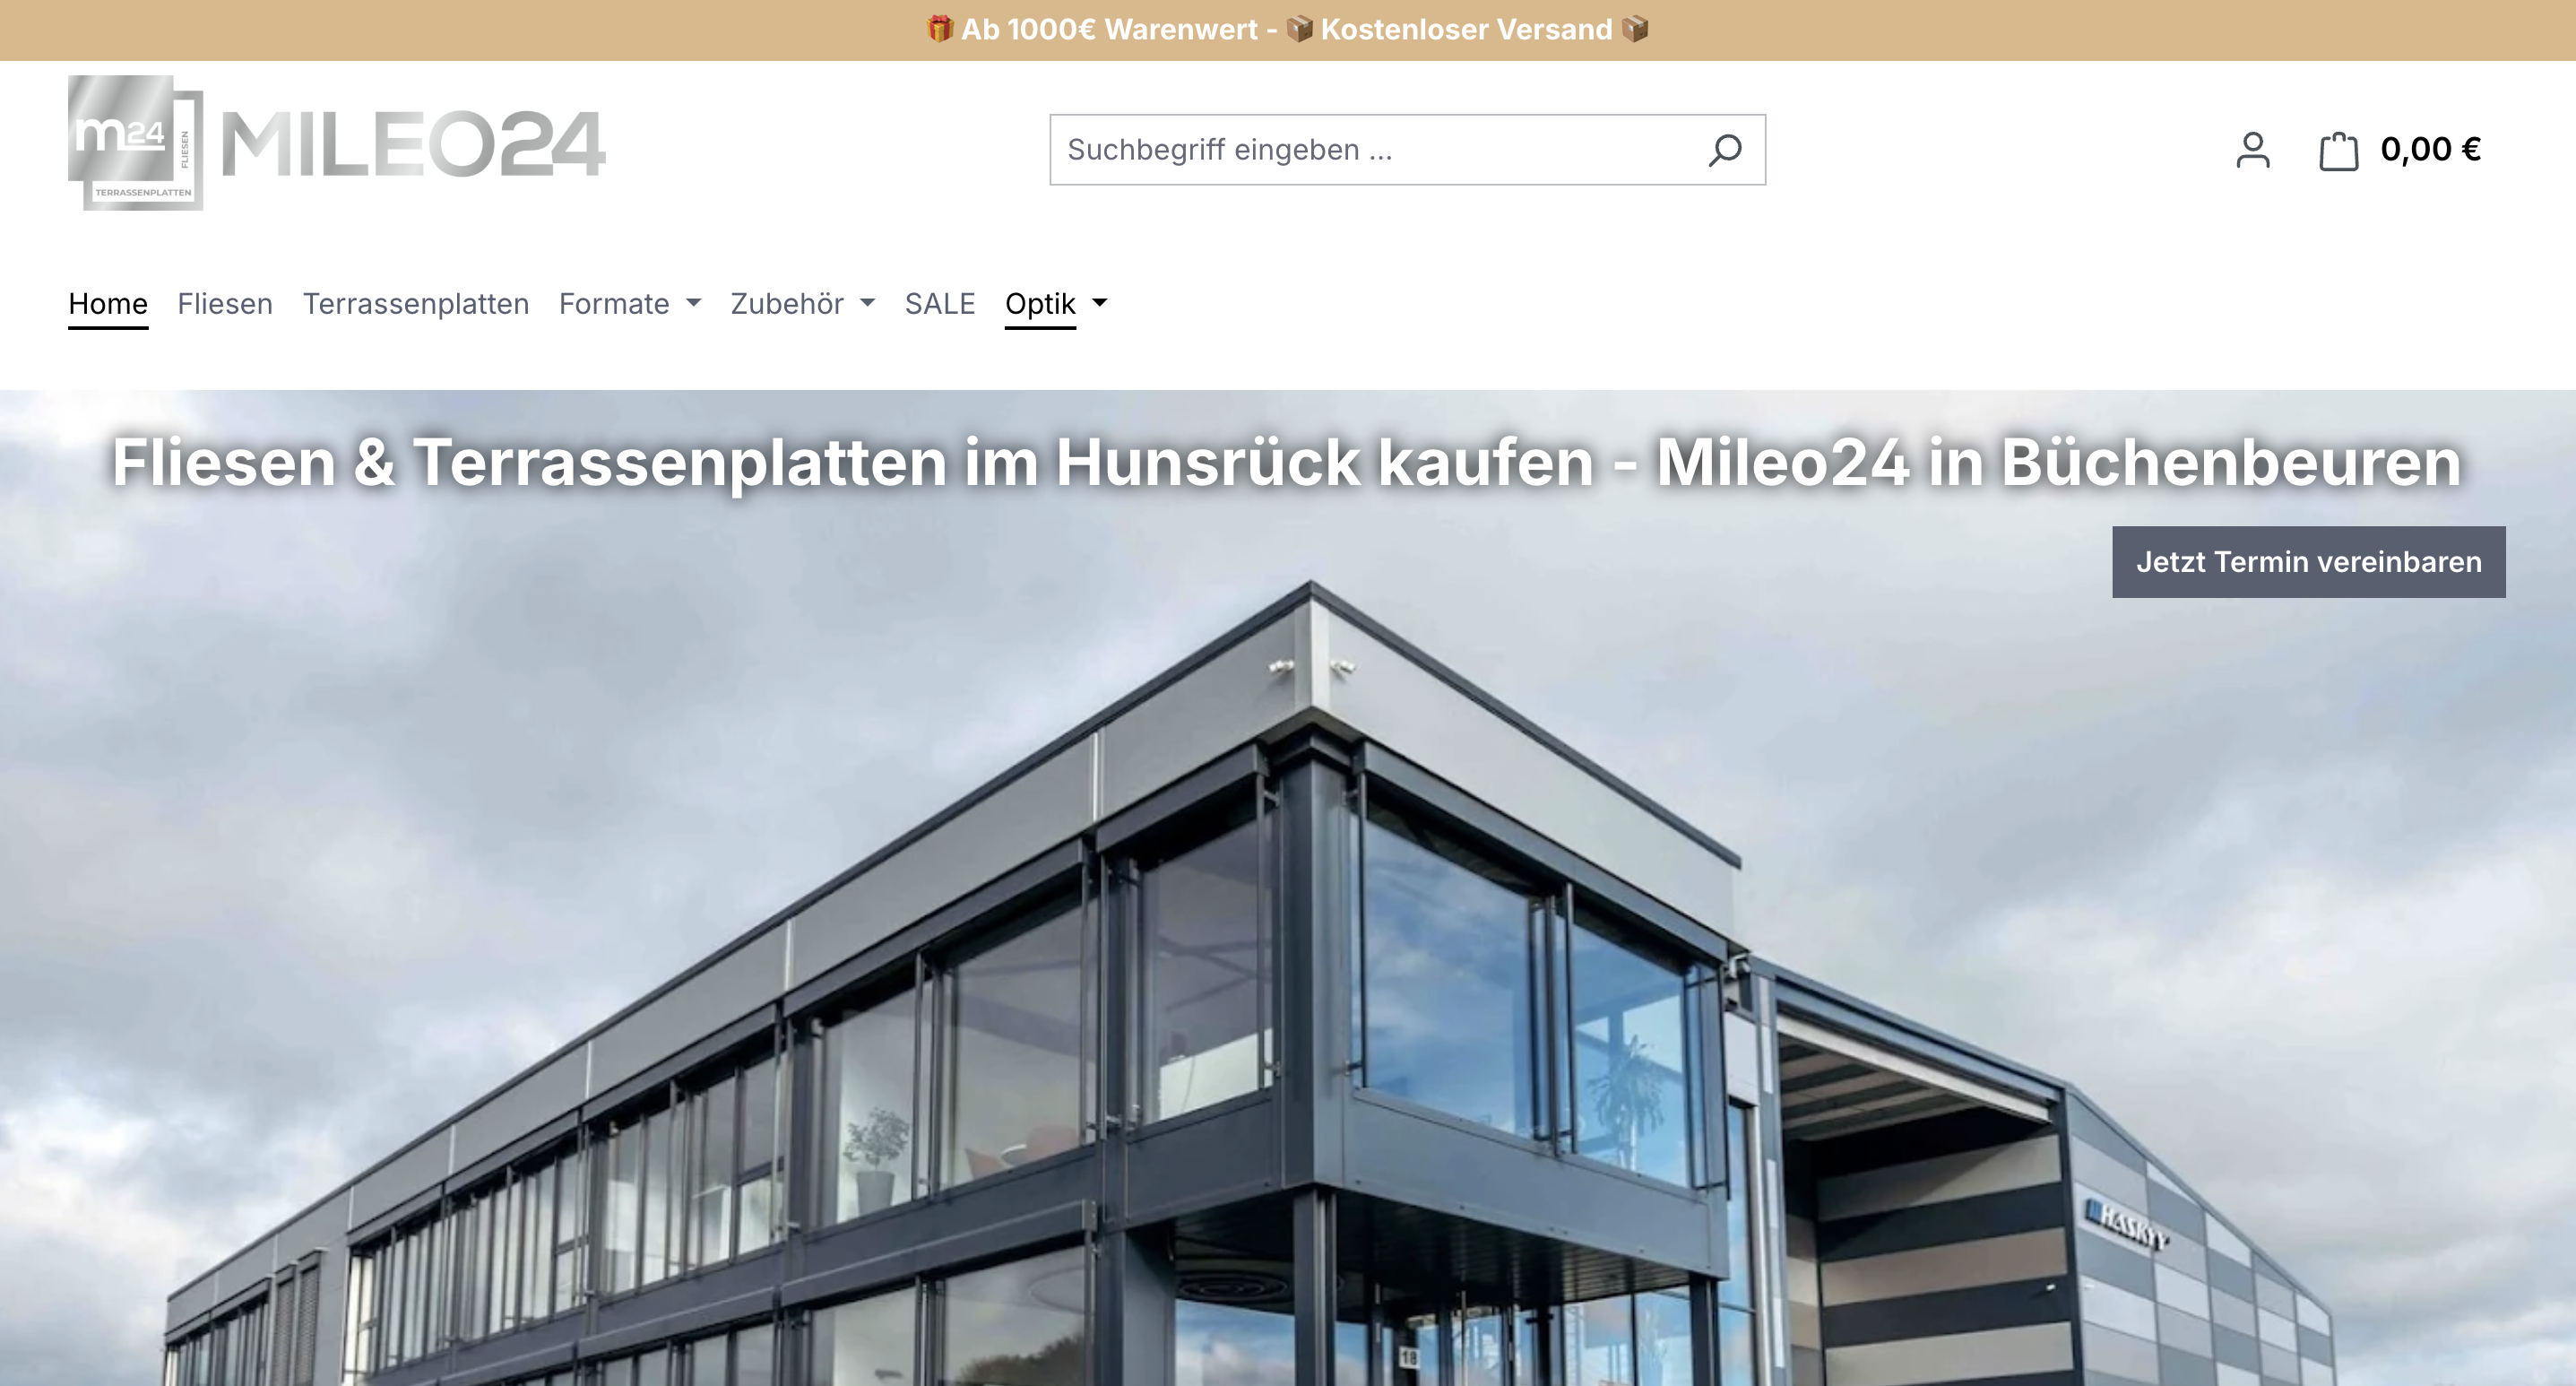 🎁 Ab 1000€ Warenwert - 📦 Kostenloser Versand 📦
m24
FLIESEN
TERRASSENPLATTEN
MILEO24
Suchbegriff eingeben ...
0,00 €
Home Fliesen Terrassenplatten Formate Zubehör SALE Optik
Fliesen & Terrassenplatten im Hunsrück kaufen - Mileo24 in Büchenbeuren
Jetzt Termin vereinbaren
HASKYY
18